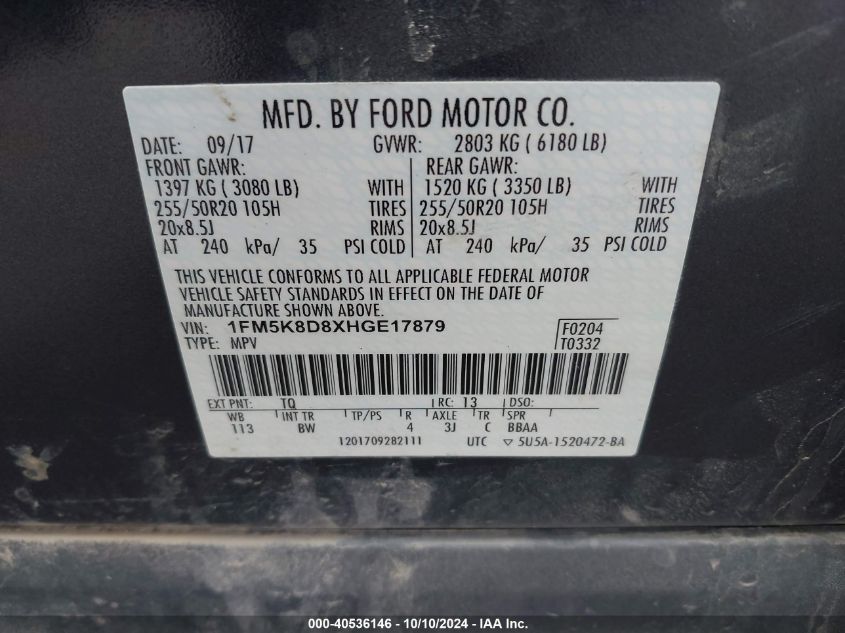 MFD. BY FORD MOTOR CO.
DATE: 09/17 GVWR: 2803 KG ( 6180 LB)
FRONT GAWR: REAR GAWR:
1397 KG ( 3080 LB) WITH 1520 KG ( 3350 LB) WITH
255/50R20 105H TIRES 255/50R20 105H TIRES
20x8.5J RIMS 20x8.5J RIMS
AT 240 kPa/ 35 PSI COLD AT 240 kPa/ 35 PSI COLD
THIS VEHICLE CONFORMS TO ALL APPLICABLE FEDERAL MOTOR
VEHICLE SAFETY STANDARDS IN EFFECT ON THE DATE OF
MANUFACTURE SHOWN ABOVE.
VIN: 1FM5K8D8XHGE17879 F0204
TYPE: MPV T0332
EXT PNT: TQ RC: 13 DSO:
WB INT TR TP/PS R AXLE TR SPR
113 BW 4 3J C BBAA
1201709282111 UTC ▽ 5U5A-1520472-BA
000-40536146 - 10/10/2024 - IAA Inc.